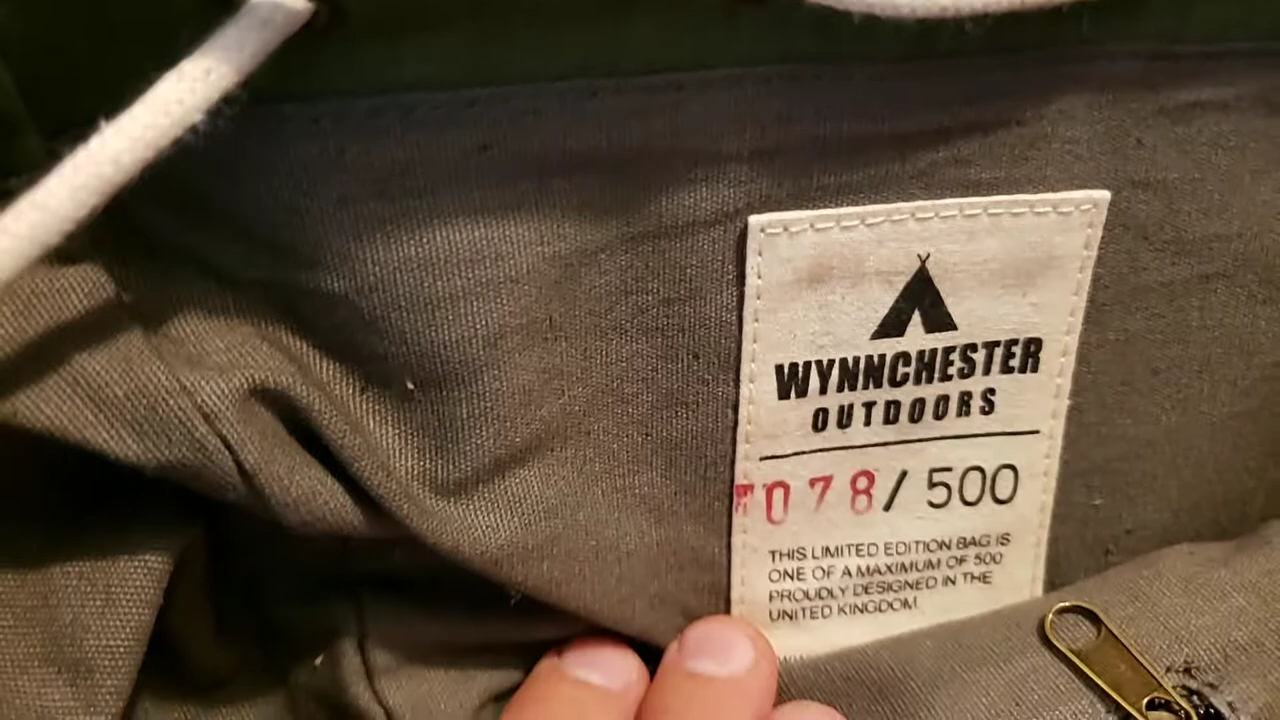 WYNNCHESTER
OUTDOORS
078/ 500
THIS LIMITED EDITION BAG IS
ONE OF A MAXIMUM OF 500
PROUDLY DESIGNED IN THE
UNITED KINGDOM